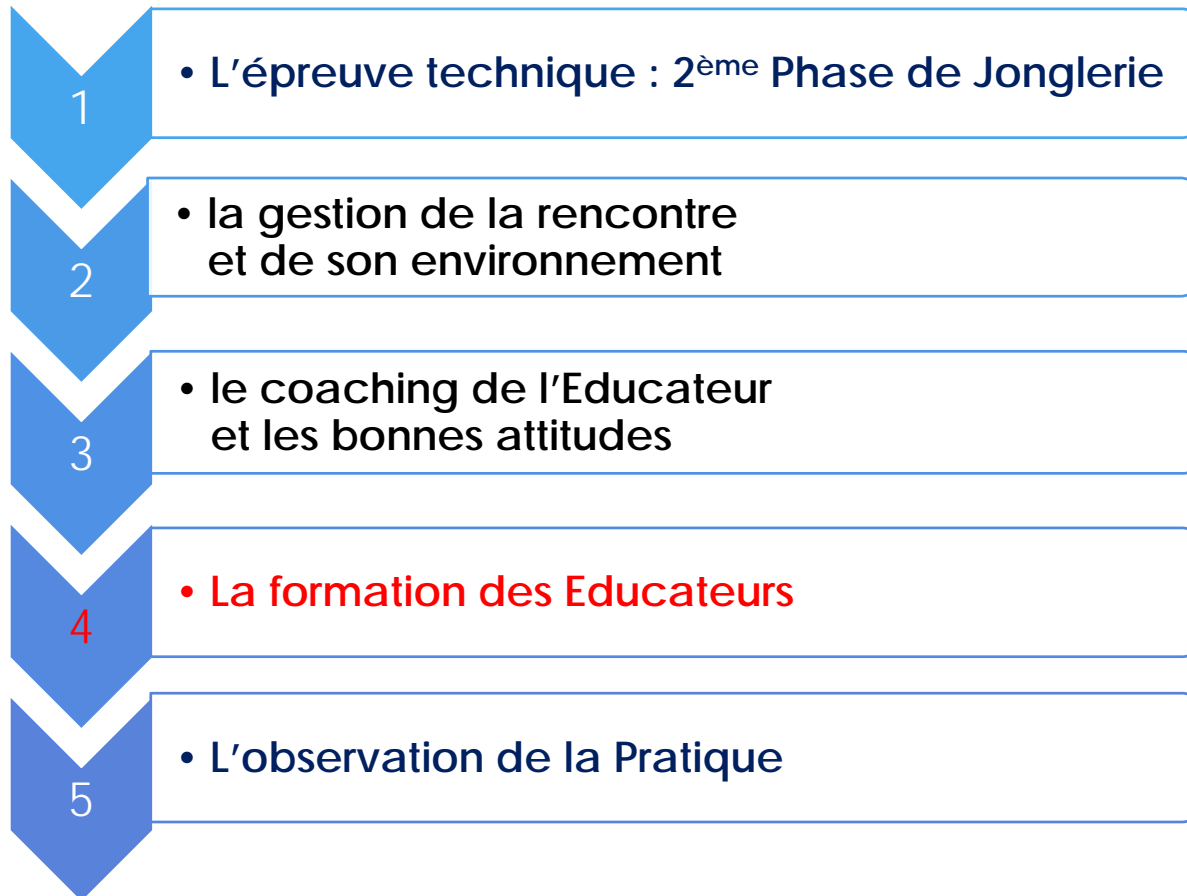 1
• L'épreuve technique : 2ème Phase de Jonglerie
2
• la gestion de la rencontre
et de son environnement
3
• le coaching de l'Educateur
et les bonnes attitudes
4
• La formation des Educateurs
5
• L'observation de la Pratique